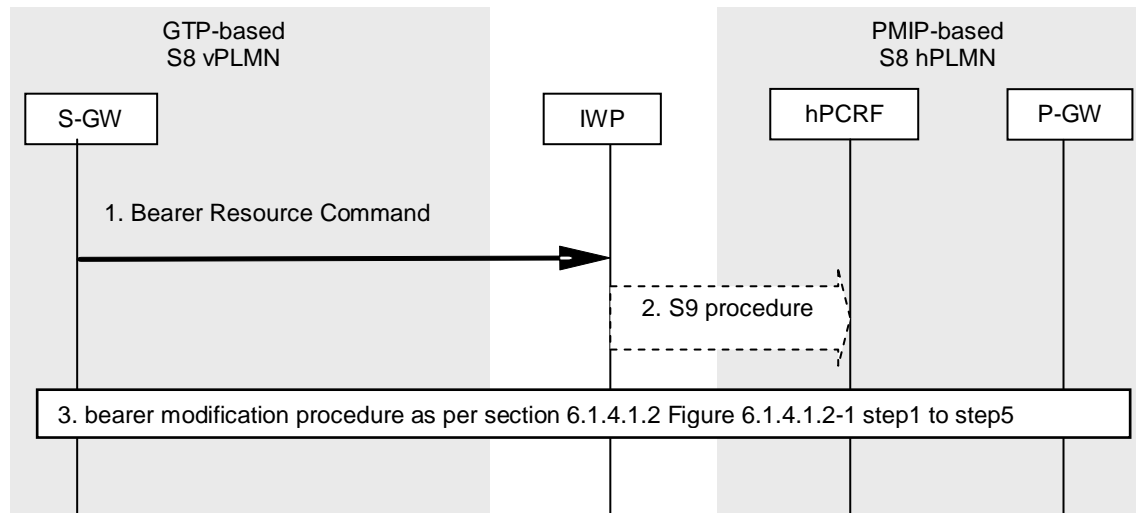 GTP-based
S8 vPLMN
PMIP-based
S8 hPLMN
S-GW
IWP
hPCRF
P-GW
1. Bearer Resource Command
2. S9 procedure
3. bearer modification procedure as per section 6.1.4.1.2 Figure 6.1.4.1.2-1 step1 to step5